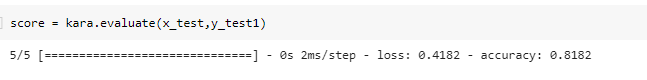 score = kara.evaluate(x_test,y_test1)
5/5 [==============================] - 0s 2ms/step - loss: 0.4182 - accuracy: 0.8182